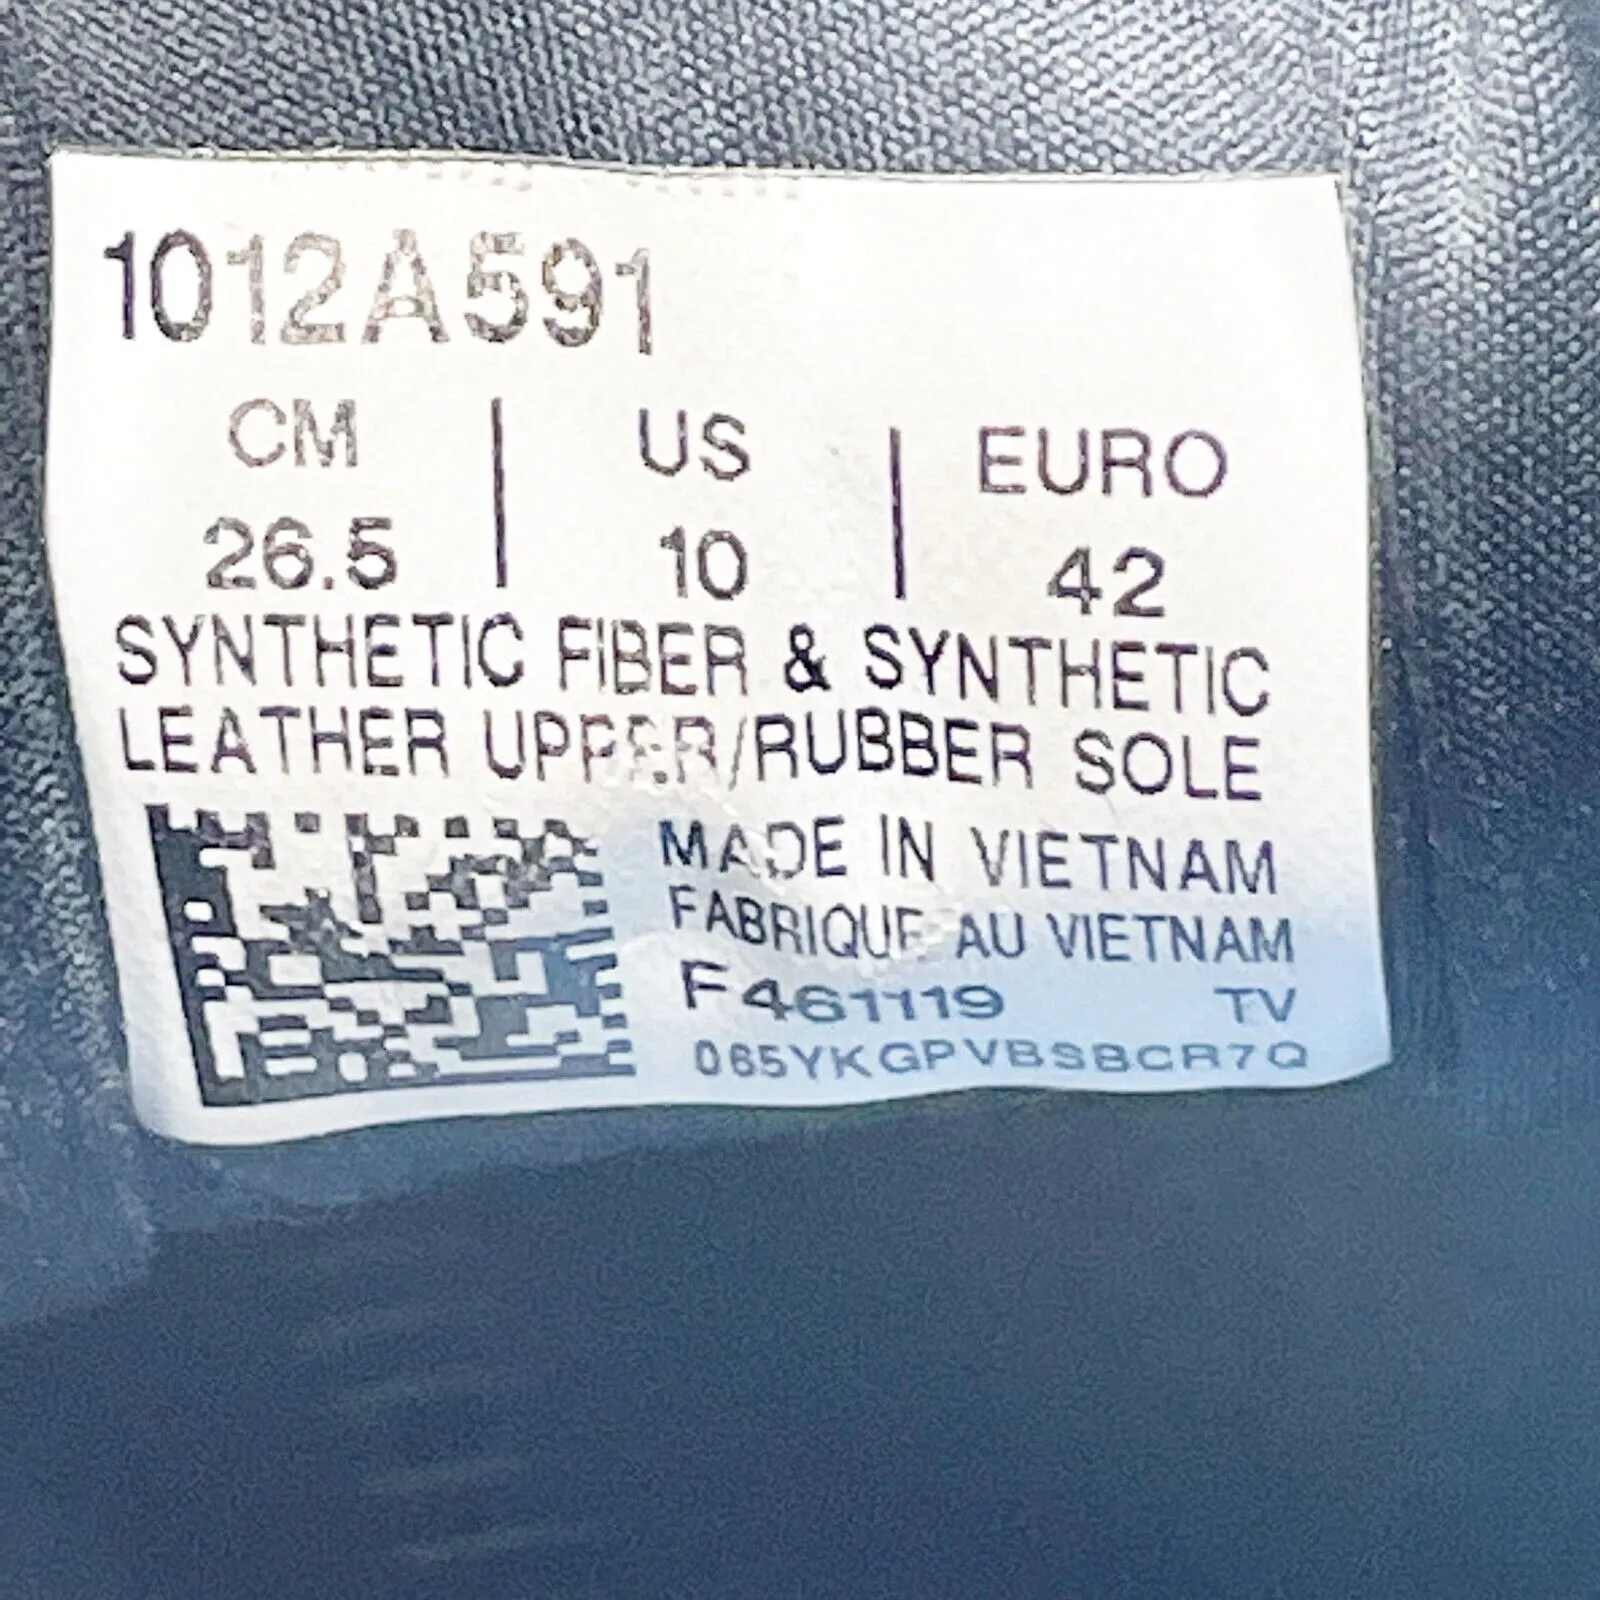 1012A591
CM | US | EURO
26.5 | 10 | 42
SYNTHETIC FIBER & SYNTHETIC
LEATHER UPPER/RUBBER SOLE
MADE IN VIETNAM
FABRIQUE AU VIETNAM
F461119 TV
065YKGPVBSBCR7Q